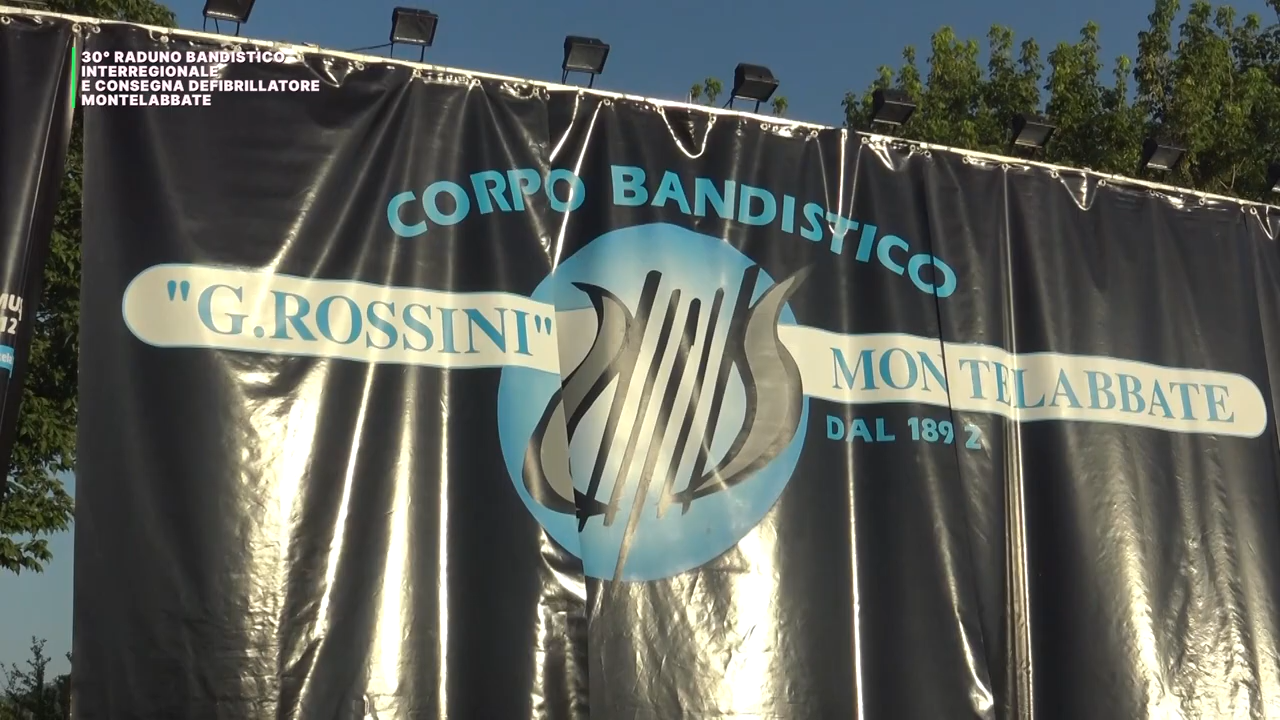 30° RADUNO BANDISTICO
INTERREGIONALE
E CONSEGNA DEFIBRILLATORE
MONTELABBATE
CORPO BANDISTICO
"G.ROSSINI"
MONTELABBATE
DAL 1892